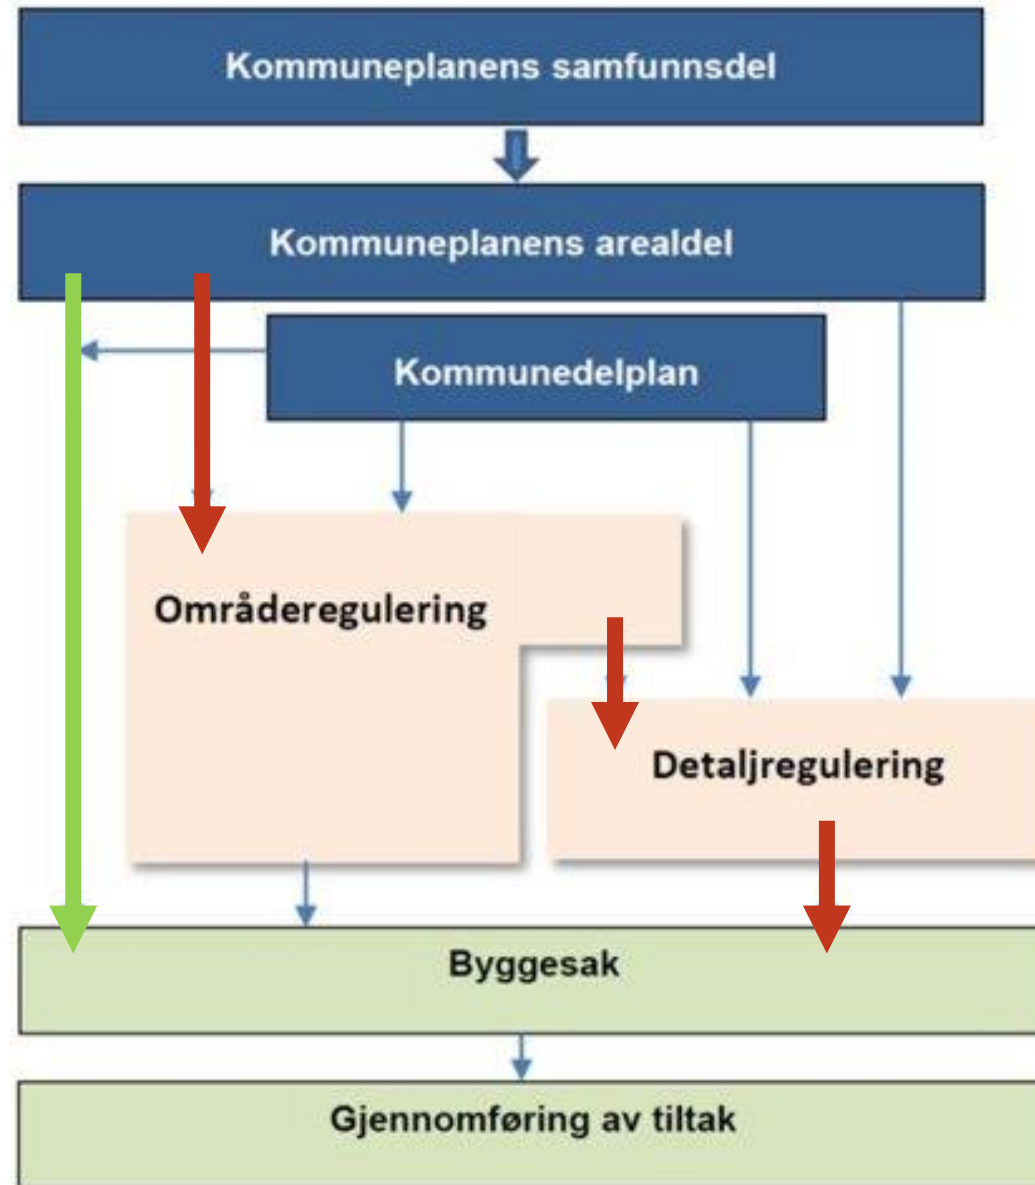 Kommuneplanens samfunnsdel
Kommuneplanens arealdel
Kommunedelplan
Områderegulering
Detaljregulering
Byggesak
Gjennomføring av tiltak